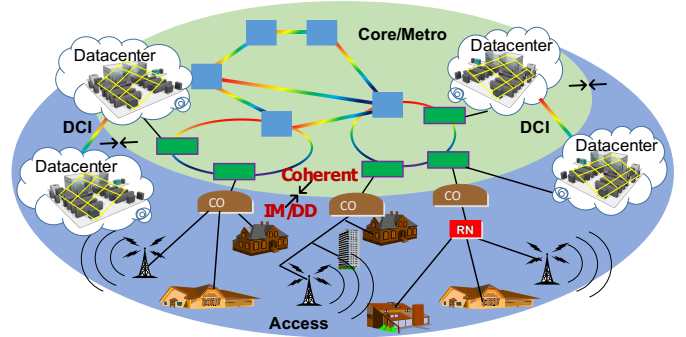 Core/Metro
Datacenter
Datacenter
DCI
DCI
Datacenter
Datacenter
Coherent
IM/DD
CO
CO
CO
RN
Access